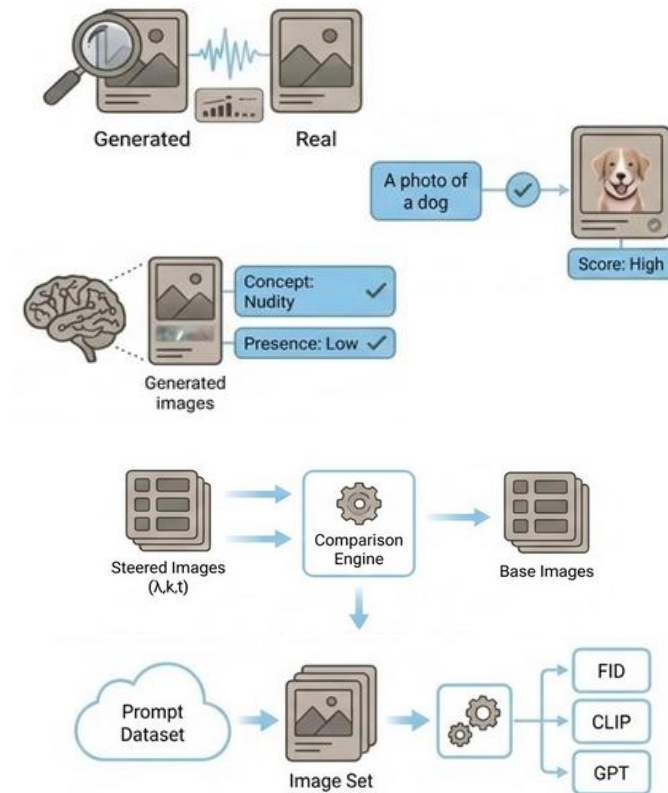 Generated
Real
A photo of
a dog
Score: High
Concept:
Nudity
Presence: Low
Generated
images
Steered Images
(λ,k,t)
Comparison
Engine
Base Images
Prompt
Dataset
Image Set
FID
CLIP
GPT